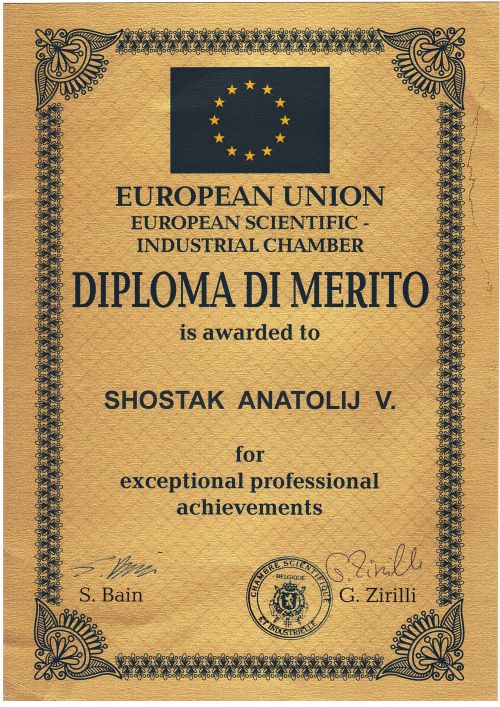 EUROPEAN UNION
EUROPEAN SCIENTIFIC -
INDUSTRIAL CHAMBER
DIPLOMA DI MERITO
is awarded to
SHOSTAK ANATOLIJ V.
for
exceptional professional
achievements
S. Bain
CHAMBRE SCIENTIFIQUE
BELGIQUE
ET INDUSTRIELLE
G. Zirilli
G. Zirilli